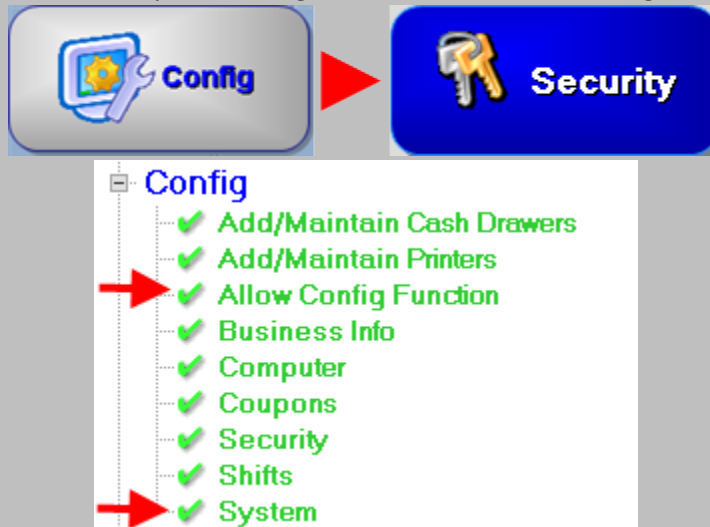 Config
Security
Config
Add/Maintain Cash Drawers
Add/Maintain Printers
Allow Config Function
Business Info
Computer
Coupons
Security
Shifts
System